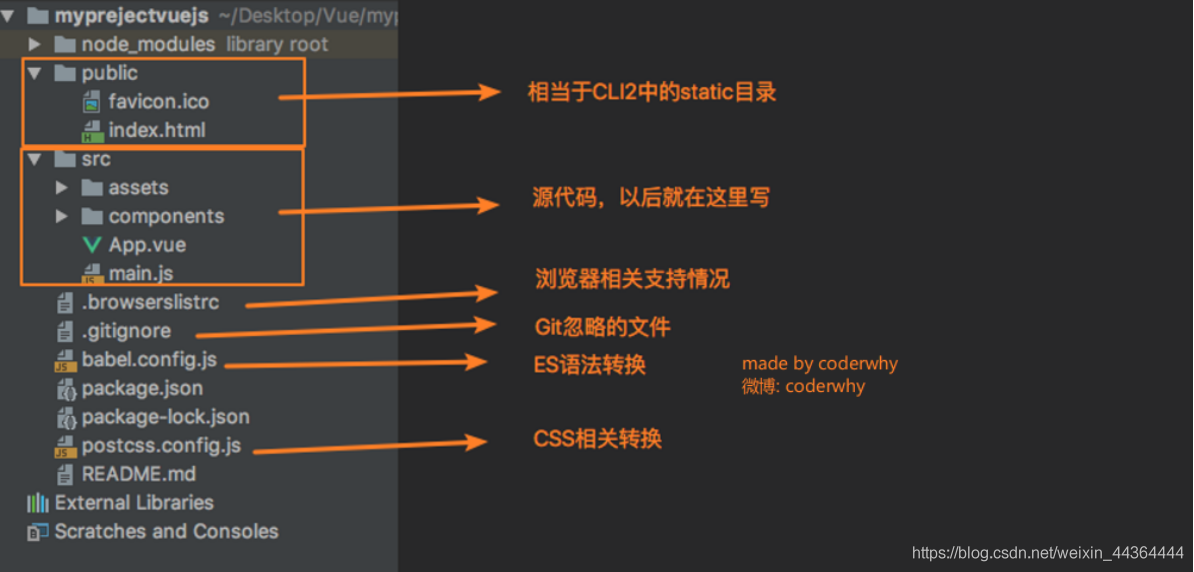 myprejectvuejs ~/Desktop/Vue/myp
node_modules library root
public
favicon.ico
index.html
相当于CLI2中的static目录
src
assets
components
App.vue
main.js
源代码，以后就在这里写
.browserslistrc
浏览器相关支持情况
.gitignore
Git忽略的文件
babel.config.js
ES语法转换
made by coderwhy
微博: coderwhy
package.json
package-lock.json
postcss.config.js
CSS相关转换
README.md
External Libraries
Scratches and Consoles
https://blog.csdn.net/weixin_44364444